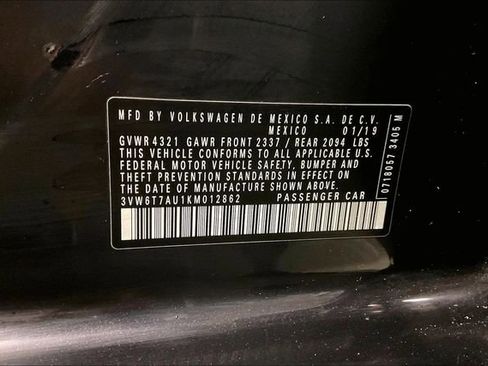 MFD BY VOLKSWAGEN DE MEXICO S.A. DE C.V.
MEXICO 01/19
GVWR 4321 GAWR FRONT 2337 / REAR 2094 LBS
THIS VEHICLE CONFORMS TO ALL APPLICABLE U.S.
FEDERAL MOTOR VEHICLE SAFETY, BUMPER AND
THEFT PREVENTION STANDARDS IN EFFECT ON
THE DATE OF MANUFACTURE SHOWN ABOVE.
3VW6T7AU1KM012862 PASSENGER CAR
0718057 3405 M